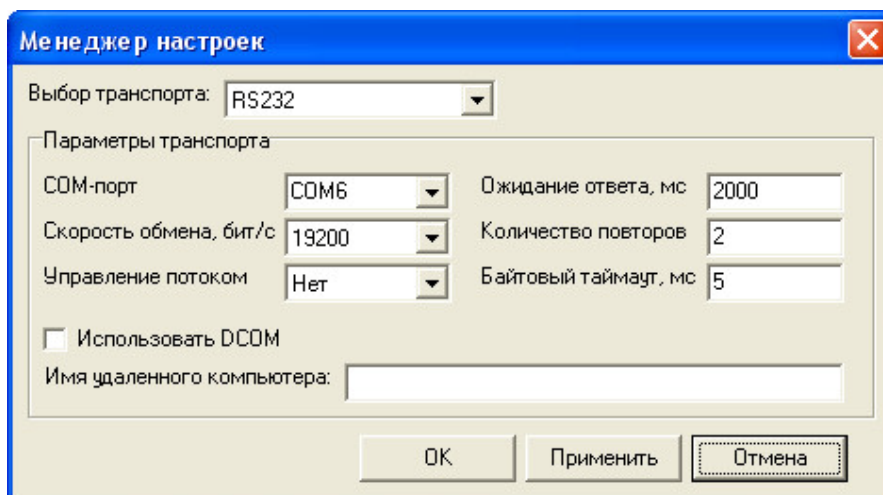 Менеджер настроек
Выбор транспорта: RS232
Параметры транспорта
COM-порт COM6 Ожидание ответа, мс 2000
Скорость обмена, бит/с 19200 Количество повторов 2
Управление потоком Нет Байтовый таймаут, мс 5
Использовать DCOM
Имя удаленного компьютера:
OK Применить Отмена